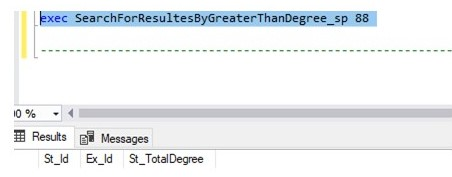 exec SearchForResultesByGreaterThanDegree_sp 88
--------------------------------------------------------------
00 %
Results Messages
St_Id Ex_Id St_TotalDegree